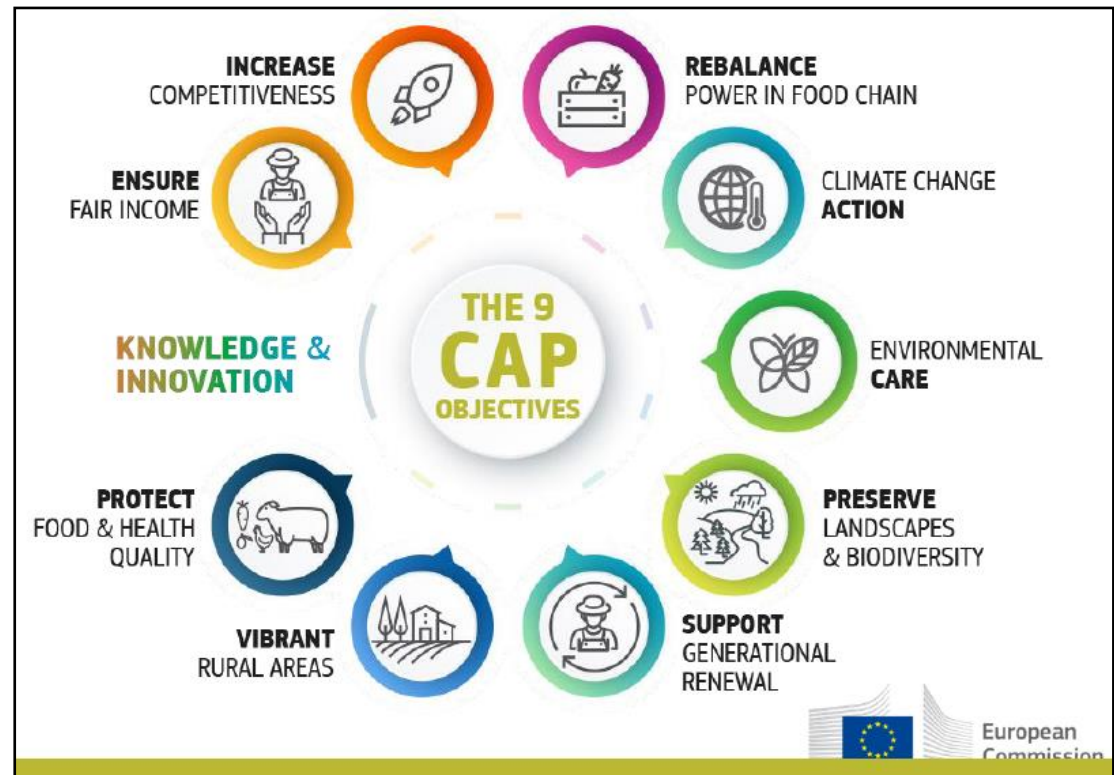 INCREASE
COMPETITIVENESS
REBALANCE
POWER IN FOOD CHAIN
ENSURE
FAIR INCOME
CLIMATE CHANGE
ACTION
THE 9
CAP
OBJECTIVES
KNOWLEDGE &
INNOVATION
ENVIRONMENTAL
CARE
PROTECT
FOOD & HEALTH
QUALITY
PRESERVE
LANDSCAPES
& BIODIVERSITY
VIBRANT
RURAL AREAS
SUPPORT
GENERATIONAL
RENEWAL
European
Commission